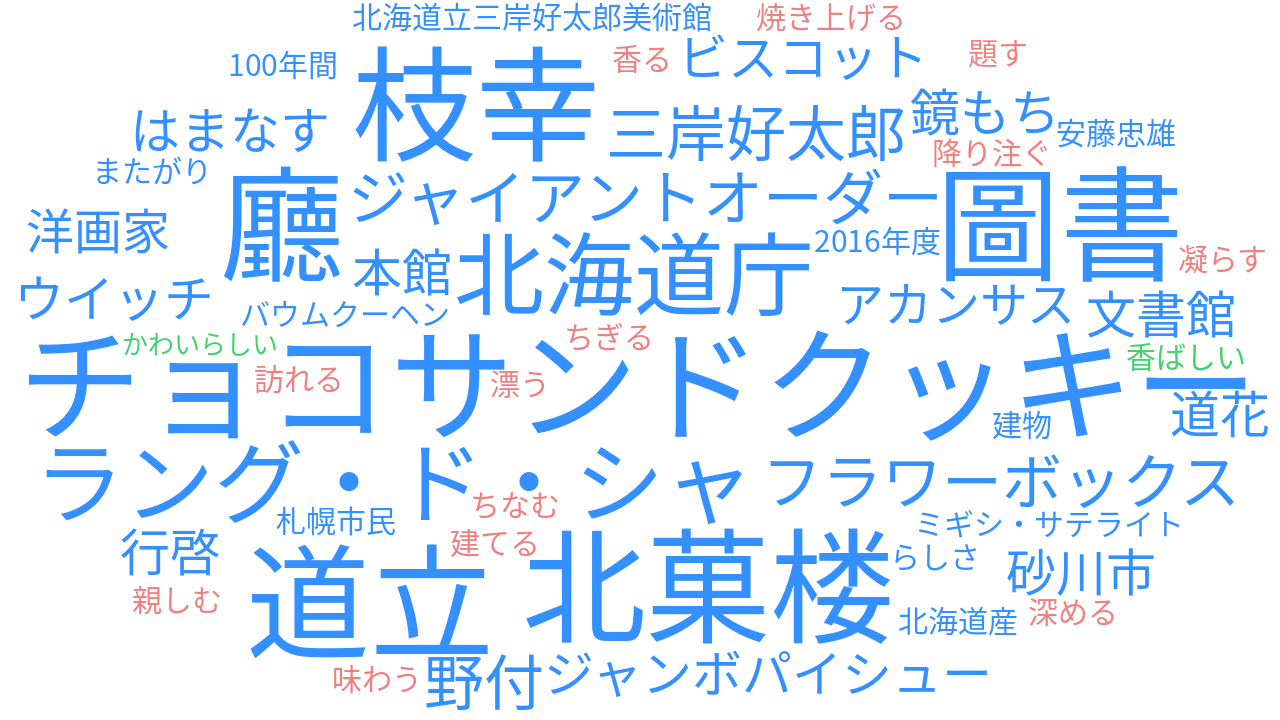 北海道立三岸好太郎美術館
焼き上げる
100年間
枝幸
香る
ビスコット
題す
はまなす
三岸好太郎
鏡もち
安藤忠雄
またがり
降り注ぐ
廳
ジャイアントオーダー
圖書
洋画家
本館
北海道庁
2016年度
凝らす
ウイッチ
バウムクーヘン
アカンサス
文書館
かわいらしい
ちぎる
香ばしい
チョコサンドクッキー
訪れる
漂う
建物
道花
ラング・ド・シャ
フラワーボックス
ちなむ
札幌市民
ミギシ・サテライト
行啓
建てる
北菓楼
らしさ
砂川市
道立
親しむ
北海道産
深める
味わう
野付
ジャンボパイシュー